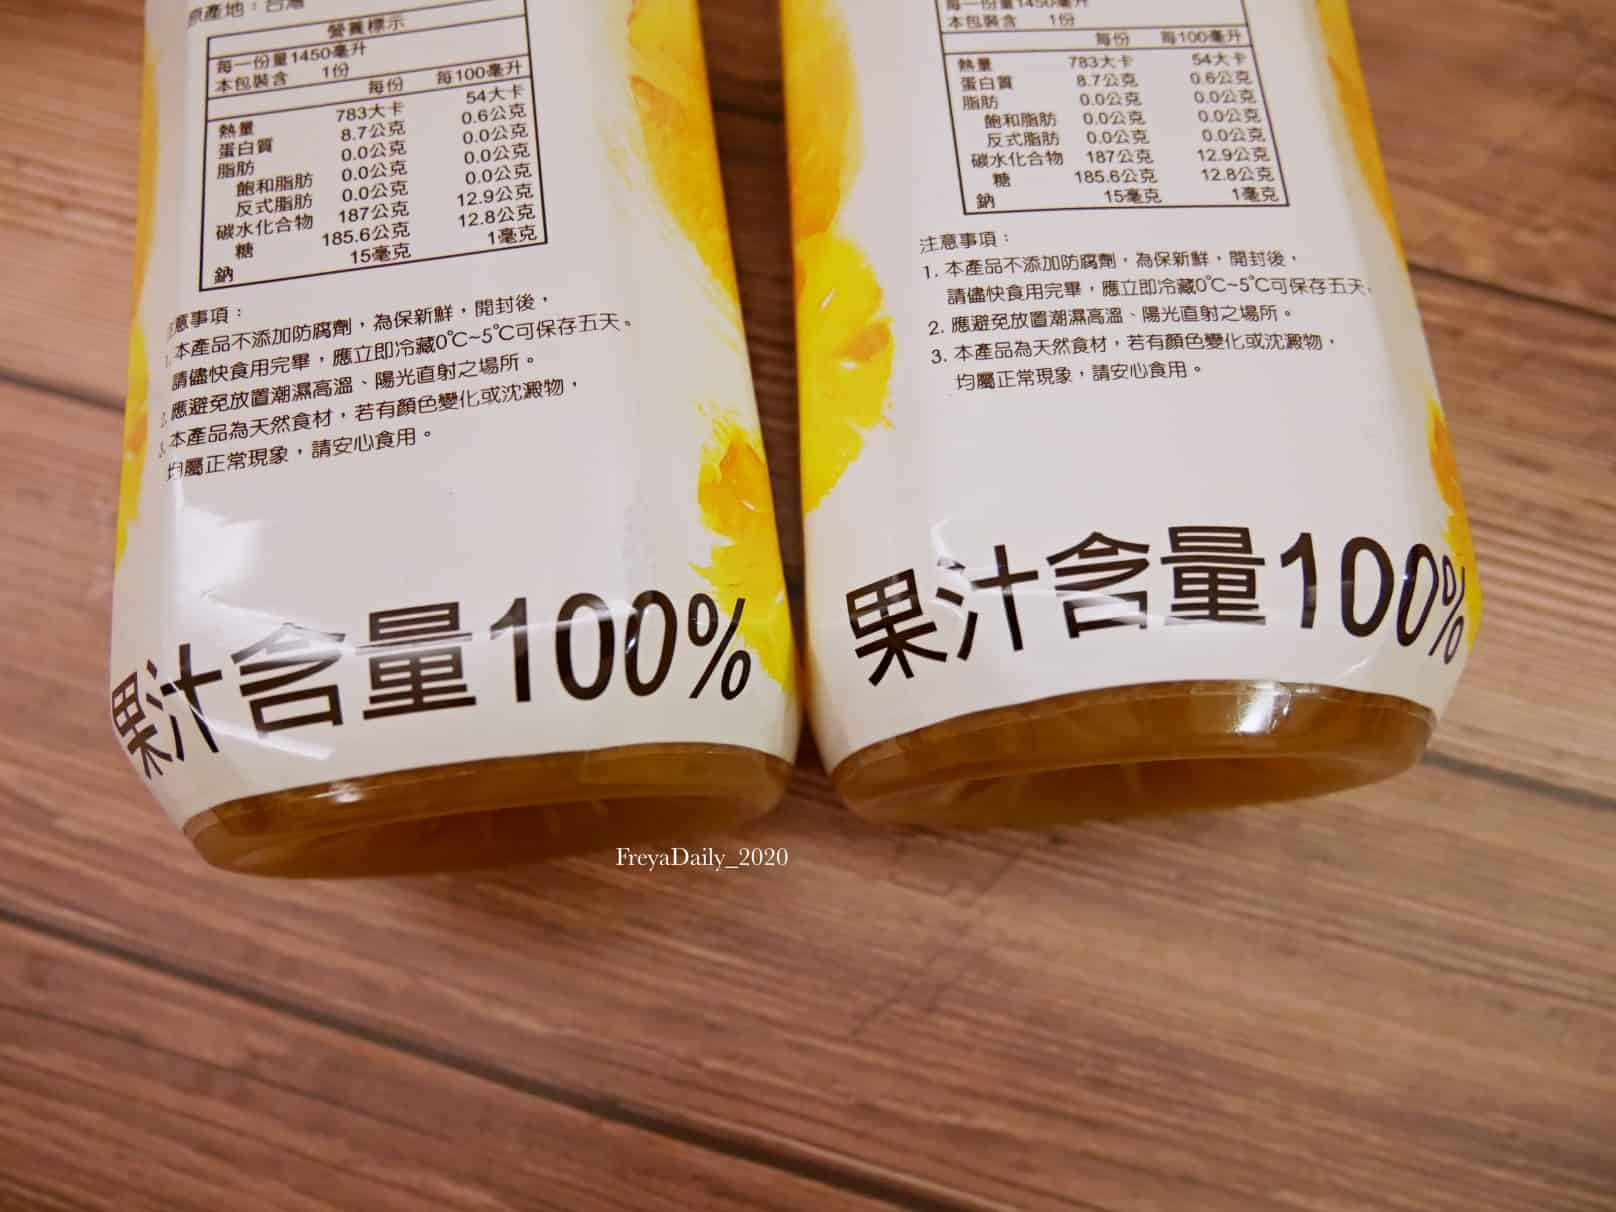 原產地：台灣
營養標示
每一份量1450毫升
本包裝含 1份
每份 每100毫升
熱量 783大卡 54大卡
蛋白質 8.7公克 0.6公克
脂肪 0.0公克 0.0公克
飽和脂肪 0.0公克 0.0公克
反式脂肪 0.0公克 0.0公克
碳水化合物 187公克 12.9公克
糖 185.6公克 12.8公克
鈉 15毫克 1毫克
意事項：
1. 本產品不添加防腐劑，為保新鮮，開封後，
請儘快食用完畢，應立即冷藏0℃~5℃可保存五天。
2. 應避免放置潮濕高溫、陽光直射之場所。
3. 本產品為天然食材，若有顏色變化或沈澱物，
均屬正常現象，請安心食用。
果汁含量100%
每一份量1450毫升
本包裝含 1份
每份 每100毫升
熱量 783大卡 54大卡
蛋白質 8.7公克 0.6公克
脂肪 0.0公克 0.0公克
飽和脂肪 0.0公克 0.0公克
反式脂肪 0.0公克 0.0公克
碳水化合物 187公克 12.9公克
糖 185.6公克 12.8公克
鈉 15毫克 1毫克
注意事項：
1. 本產品不添加防腐劑，為保新鮮，開封後，
請儘快食用完畢，應立即冷藏0℃~5℃可保存五天。
2. 應避免放置潮濕高溫、陽光直射之場所。
3. 本產品為天然食材，若有顏色變化或沈澱物，
均屬正常現象，請安心食用。
果汁含量100%
FreyaDaily_2020